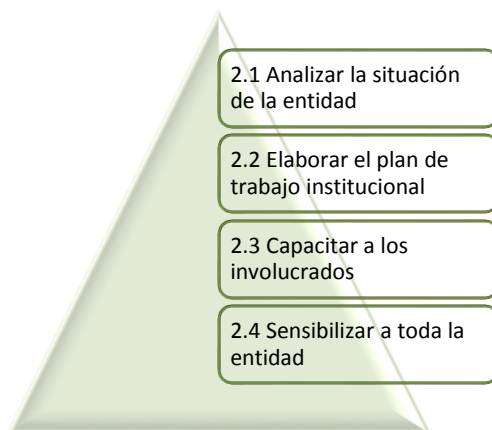 2.1 Analizar la situación
de la entidad
2.2 Elaborar el plan de
trabajo institucional
2.3 Capacitar a los
involucrados
2.4 Sensibilizar a toda la
entidad